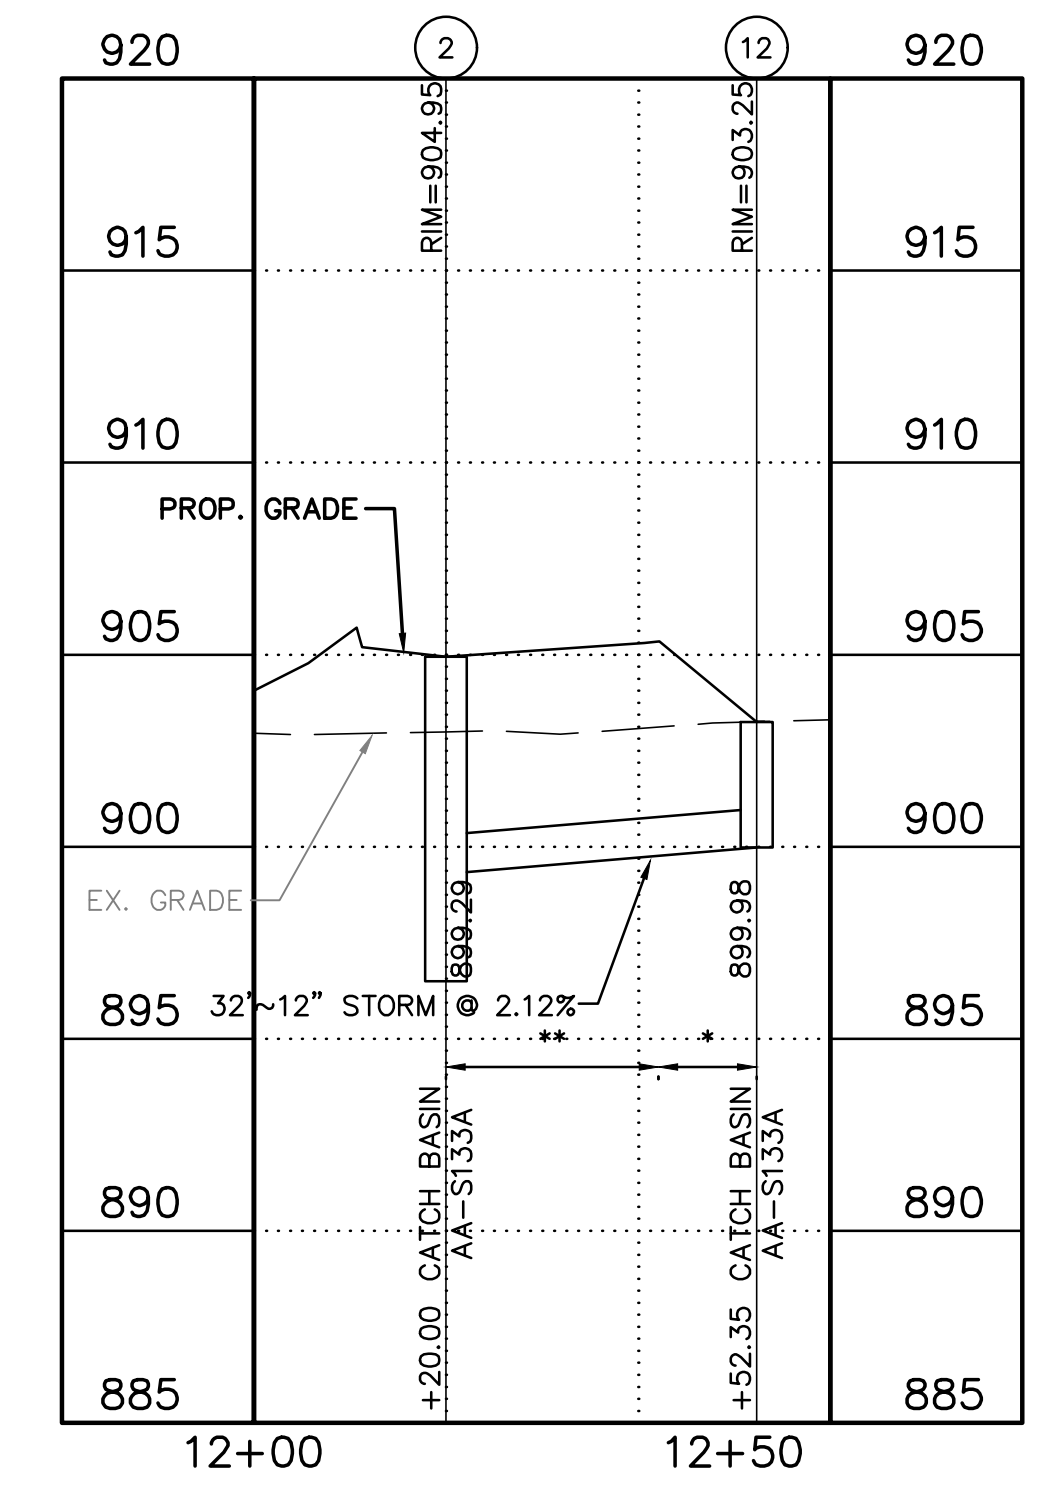 920
2
12
920
RIM=904.95
RIM=903.25
915
915
910
910
PROP. GRADE
905
905
900
900
EX. GRADE
899.29
899.98
895
32'~12" STORM @ 2.12%
895
**
*
+20.00 CATCH BASIN
AA-S133A
+52.35 CATCH BASIN
AA-S133A
890
890
885
885
12+00
12+50